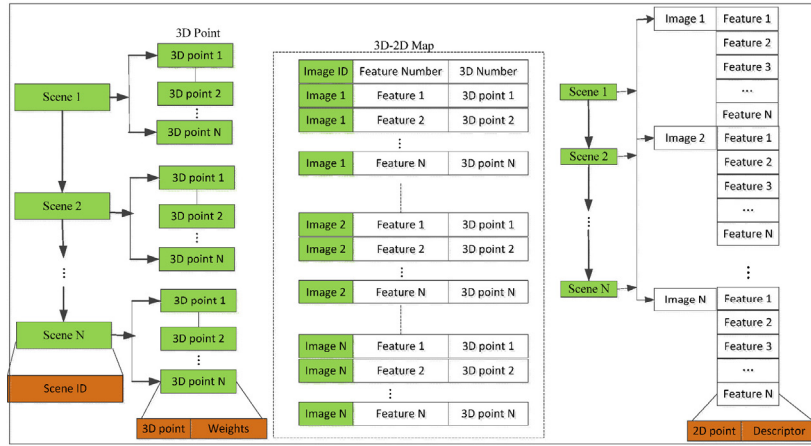 3D Point
Scene 1
3D point 1
3D point 2
⋮
3D point N
Scene 2
3D point 1
3D point 2
⋮
3D point N
⋮
Scene N
3D point 1
3D point 2
⋮
3D point N
Scene ID
3D point Weights
3D-2D Map
Image ID Feature Number 3D Number
Image 1 Feature 1 3D point 1
Image 1 Feature 2 3D point 2
⋮
Image 1 Feature N 3D point N
Image 2 Feature 1 3D point 1
Image 2 Feature 2 3D point 2
⋮
Image 2 Feature N 3D point N
Image N Feature 1 3D point 1
Image N Feature 2 3D point 2
⋮
Image N Feature N 3D point N
Scene 1
Scene 2
⋮
Scene N
Image 1 Feature 1
Feature 2
Feature 3
...
Feature N
Image 2 Feature 1
Feature 2
Feature 3
...
Feature N
⋮
Image N Feature 1
Feature 2
Feature 3
...
Feature N
2D point Descriptor